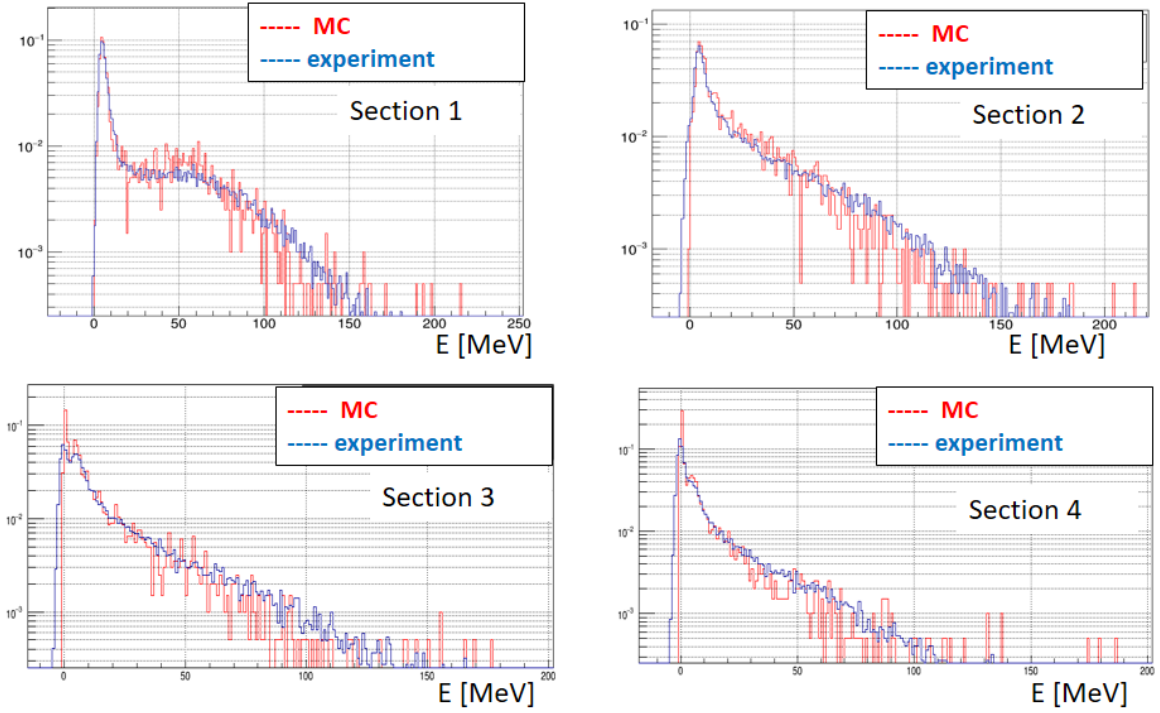 ----- MC
----- experiment
Section 1
10⁻¹
10⁻²
10⁻³
0 50 100 150 200 250
E [MeV]
----- MC
----- experiment
Section 2
10⁻¹
10⁻²
10⁻³
0 50 100 150 200
E [MeV]
----- MC
----- experiment
Section 3
10⁻¹
10⁻²
10⁻³
0 50 100 150 200
E [MeV]
----- MC
----- experiment
Section 4
10⁻¹
10⁻²
10⁻³
0 50 100 150 200
E [MeV]